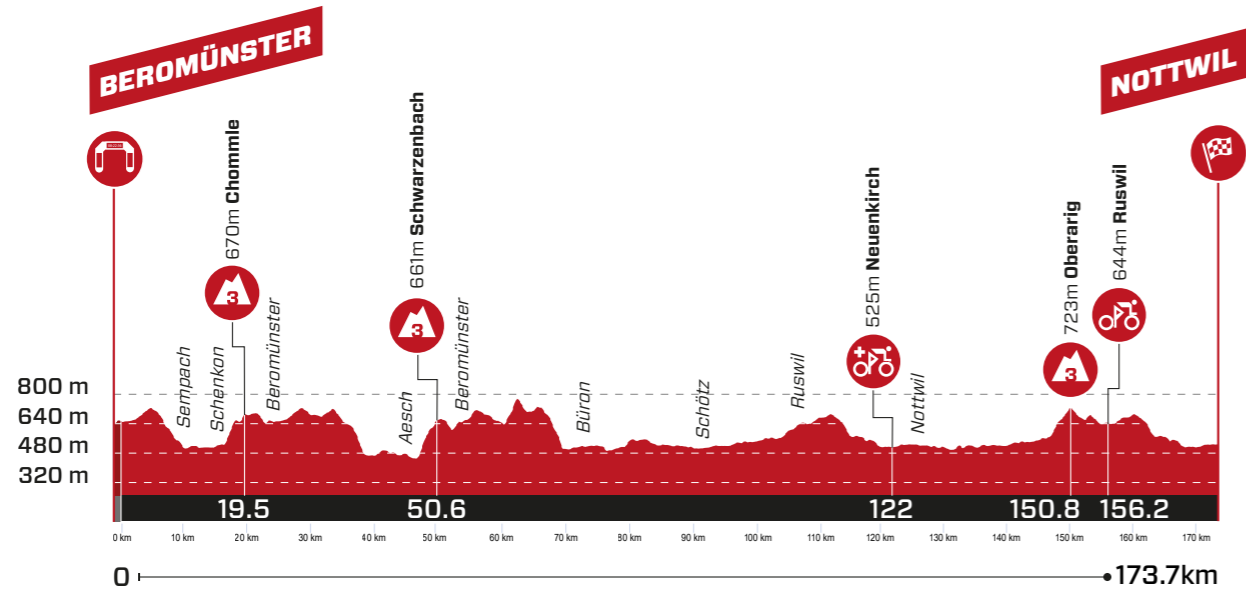 BEROMÜNSTER
NOTTWIL
670m Chommle
661m Schwarzenbach
525m Neuenkirch
723m Oberarig
644m Ruswil
3
3
3
Sempach
Schenkon
Beromünster
Aesch
Beromünster
Büron
Schötz
Ruswil
Nottwil
800 m
640 m
480 m
320 m
19.5
50.6
122
150.8
156.2
0 km
10 km
20 km
30 km
40 km
50 km
60 km
70 km
80 km
90 km
100 km
110 km
120 km
130 km
140 km
150 km
160 km
170 km
0
173.7km